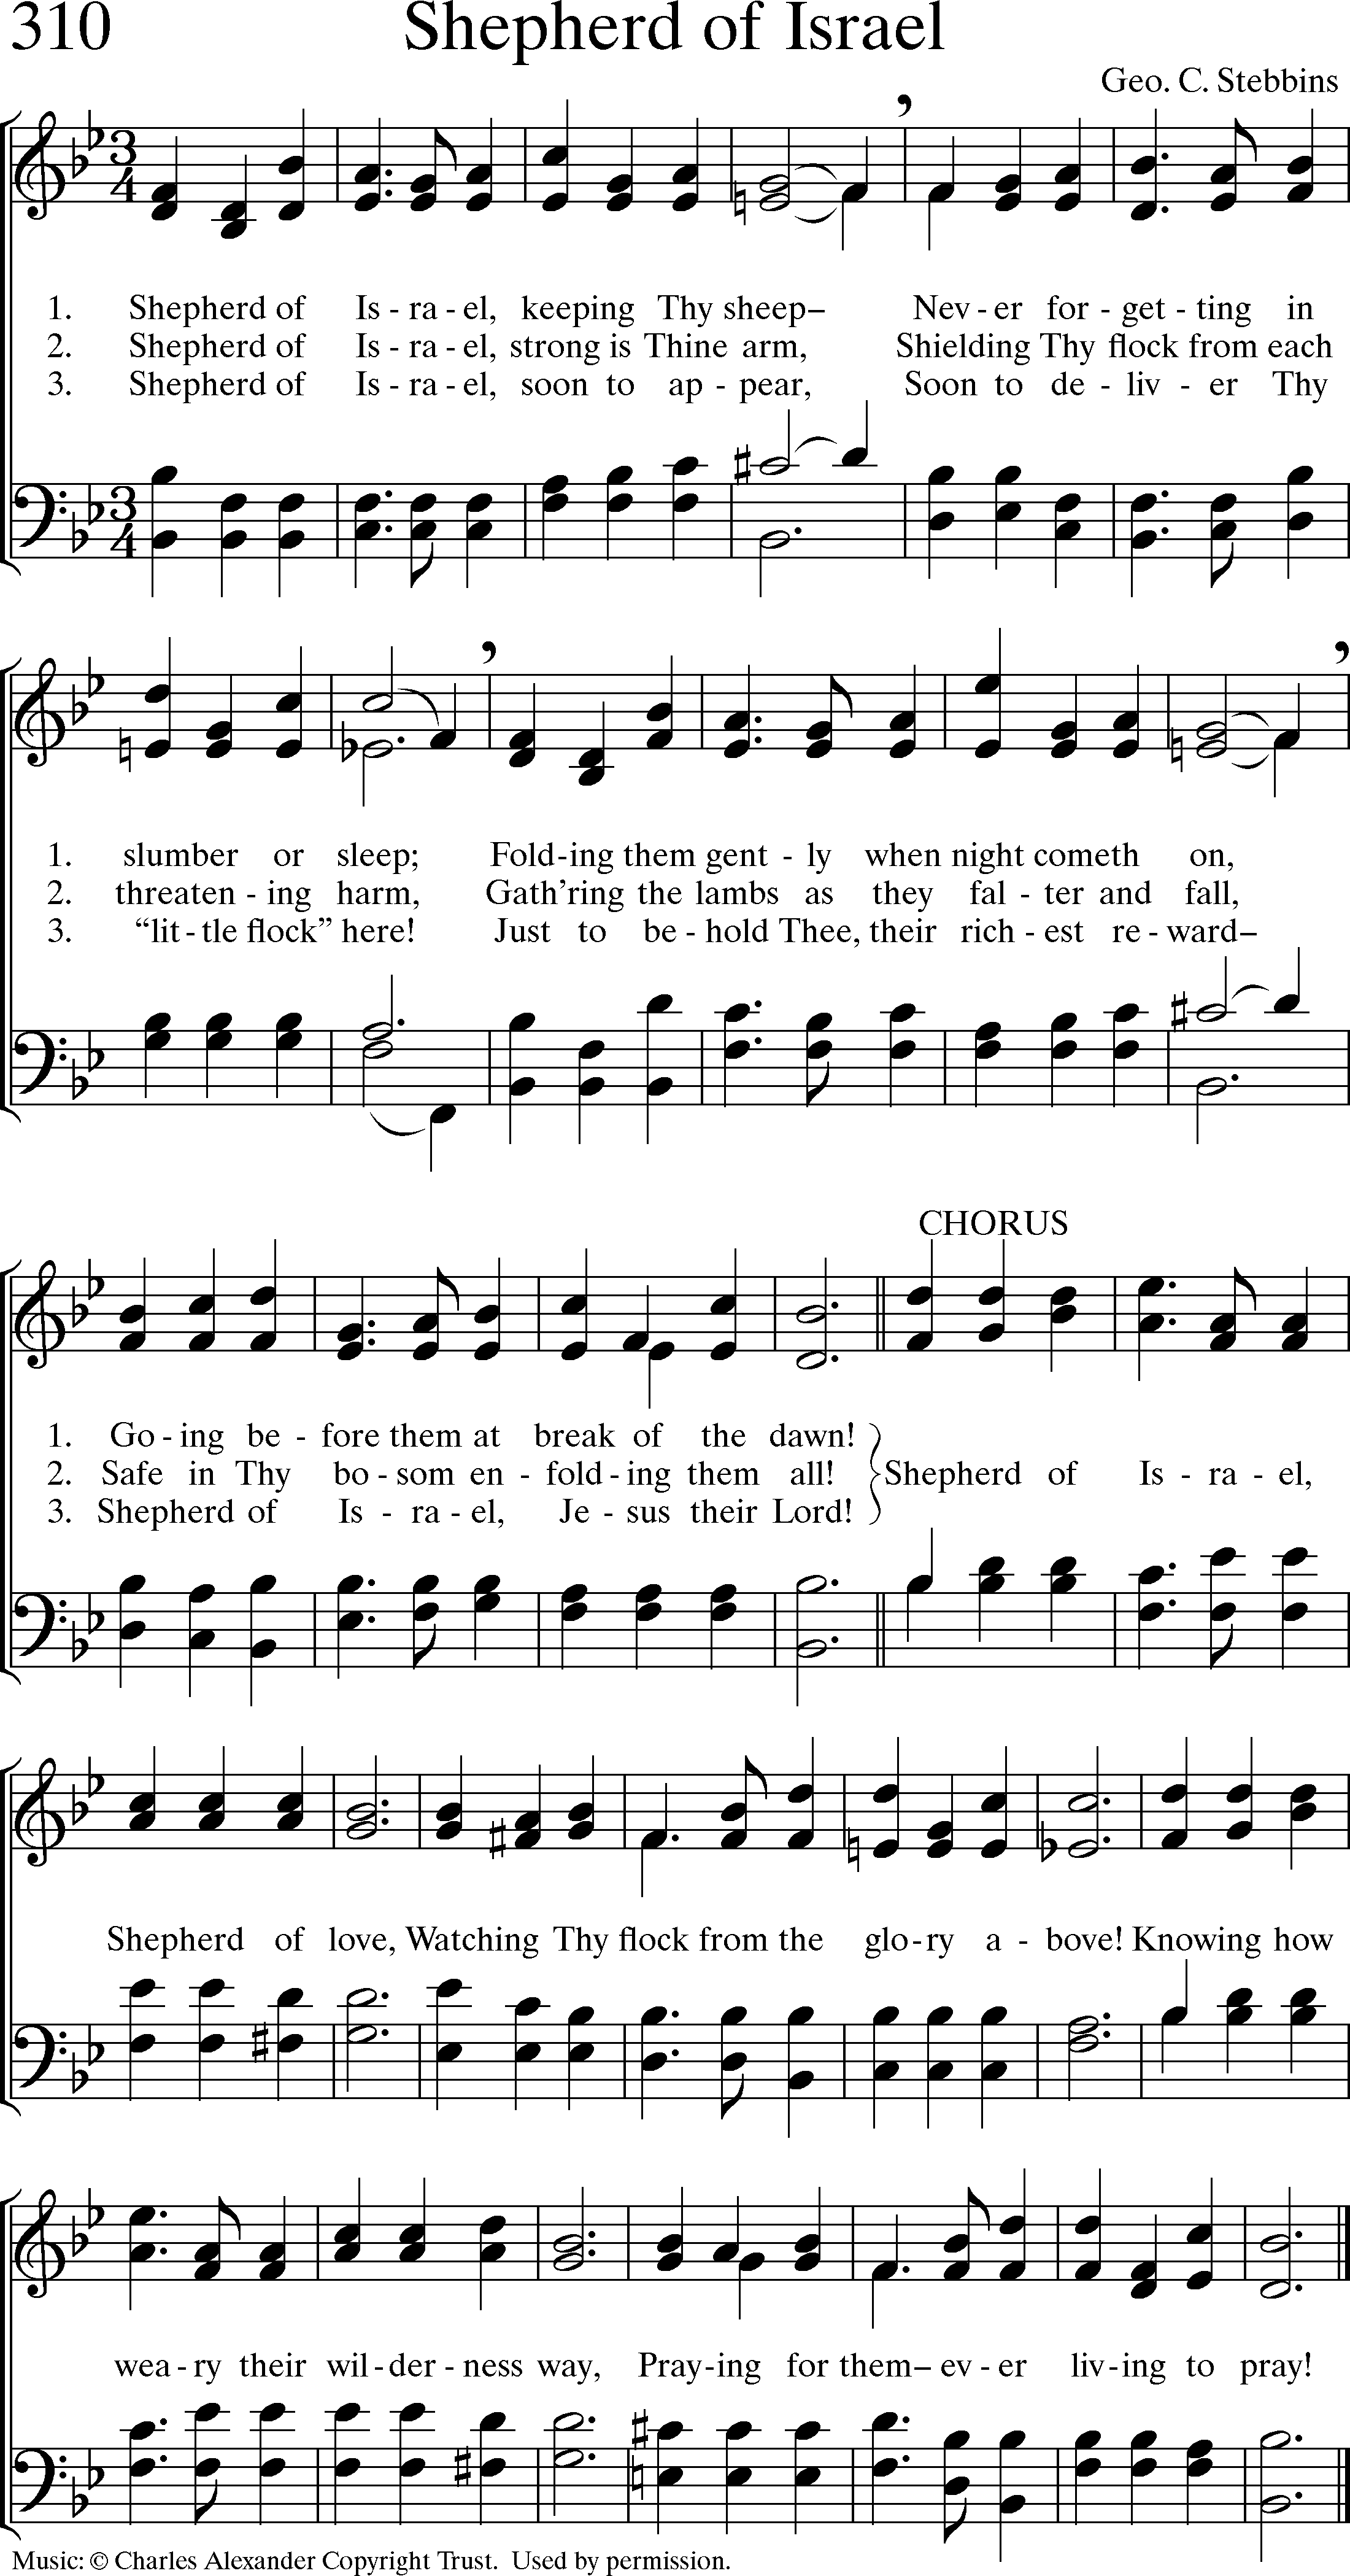 310 Shepherd of Israel
Geo. C. Stebbins
1. Shepherd of Is - ra - el, keeping Thy sheep– Nev - er for - get - ting in
2. Shepherd of Is - ra - el, strong is Thine arm, Shielding Thy flock from each
3. Shepherd of Is - ra - el, soon to ap - pear, Soon to de - liv - er Thy
1. slumber or sleep; Fold - ing them gent - ly when night cometh on,
2. threaten - ing harm, Gath’ring the lambs as they fal - ter and fall,
3. “lit - tle flock” here! Just to be - hold Thee, their rich - est re - ward–
CHORUS
1. Go - ing be - fore them at break of the dawn!
2. Safe in Thy bo - som en - fold - ing them all! Shepherd of Is - ra - el,
3. Shepherd of Is - ra - el, Je - sus their Lord!
Shepherd of love, Watching Thy flock from the glo - ry a - bove! Knowing how
wea - ry their wil - der - ness way, Pray - ing for them– ev - er liv - ing to pray!
Music: © Charles Alexander Copyright Trust. Used by permission.